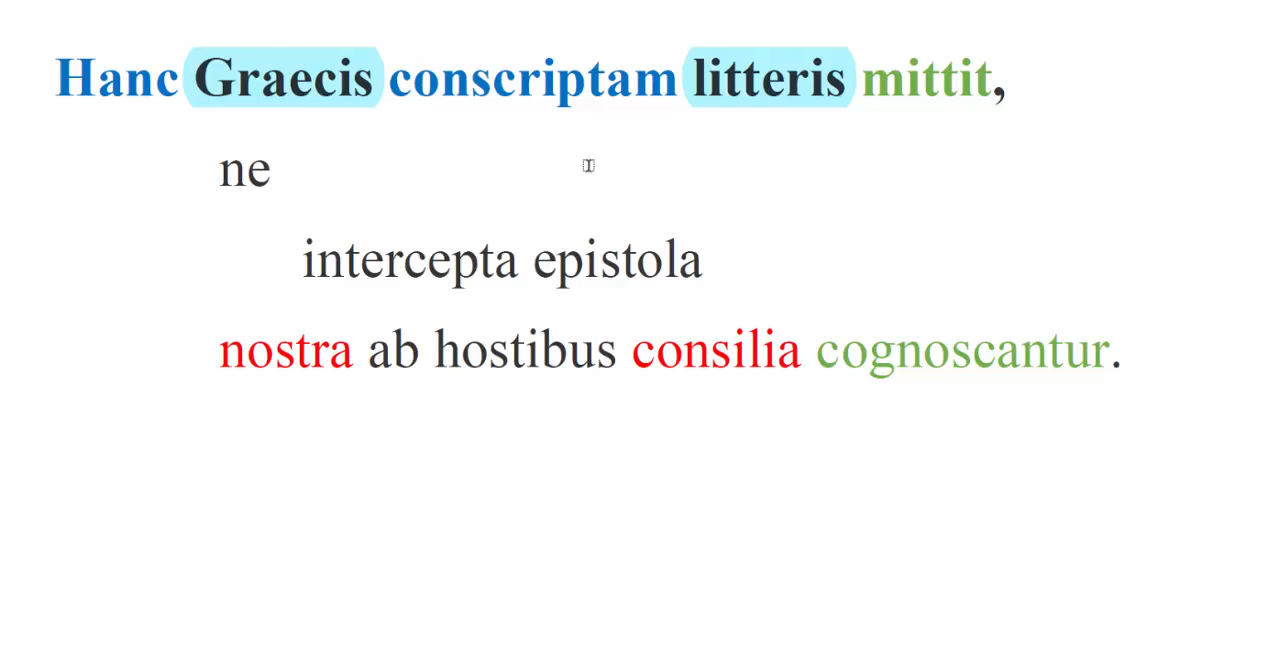 Hanc Graecis conscriptam litteris mittit,
ne
intercepta epistola
nostra ab hostibus consilia cognoscantur.